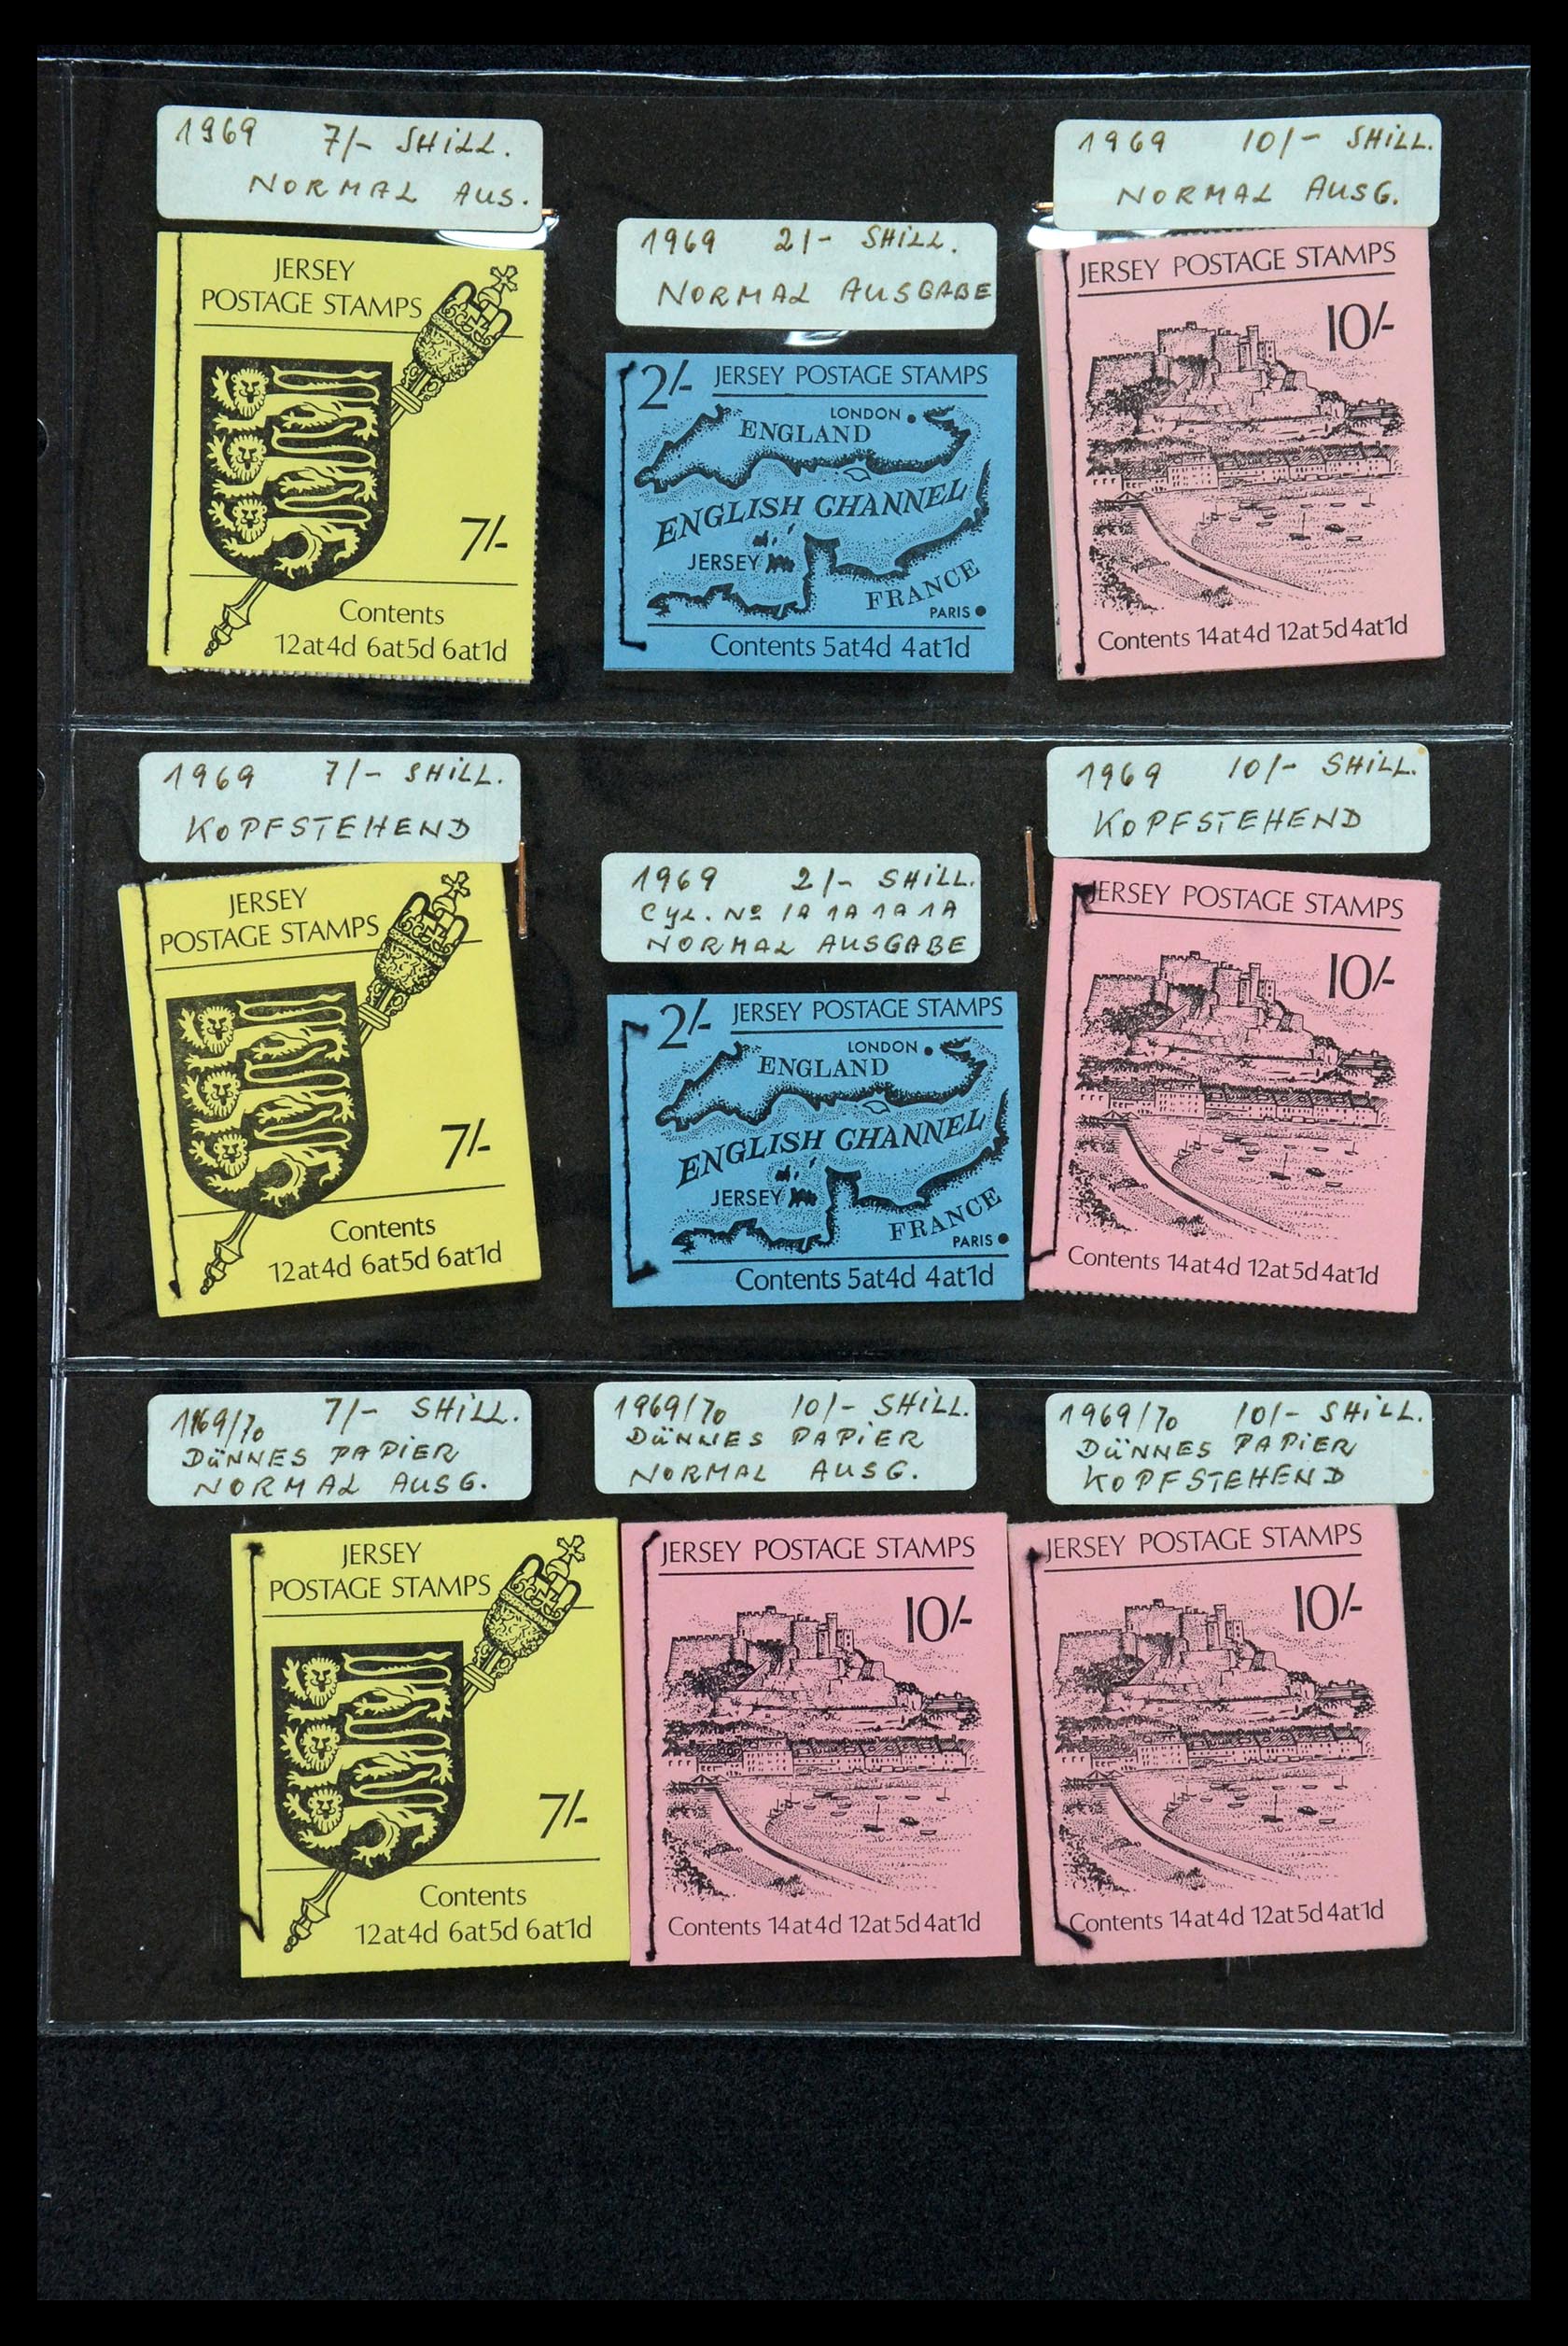 1969 7/- SHiLL.
NORMAL AUS.
JERSEY
POSTAGE STAMPS
7/-
Contents
12at4d 6at5d 6at1d
1969 2/- SHiLL.
NORMAL AUSGABE
2/- JERSEY POSTAGE STAMPS
LONDON
ENGLAND
ENGLISH CHANNEL
JERSEY
FRANCE
PARIS
Contents 5at4d 4at1d
1969 10/- SHiLL.
NORMAL AUSG.
JERSEY POSTAGE STAMPS
10/-
Contents 14at4d 12at5d 4at1d
1969 7/- SHiLL.
KOPFSTEHEND
JERSEY
POSTAGE STAMPS
7/-
Contents
12at4d 6at5d 6at1d
1969 2/- SHiLL.
CYL. No 1A 1A 1A 1A
NORMAL AUSGABE
2/- JERSEY POSTAGE STAMPS
LONDON
ENGLAND
ENGLISH CHANNEL
JERSEY
FRANCE
PARIS
Contents 5at4d 4at1d
1969 10/- SHiLL.
KOPFSTEHEND
JERSEY POSTAGE STAMPS
10/-
Contents 14at4d 12at5d 4at1d
1969/70 7/- SHiLL.
DÜNNES PAPiER
NORMAL AUSG.
JERSEY
POSTAGE STAMPS
7/-
Contents
12at4d 6at5d 6at1d
1969/70 10/- SHiLL.
DÜNNES PAPiER
NORMAL AUSG.
JERSEY POSTAGE STAMPS
10/-
Contents 14at4d 12at5d 4at1d
1969/70 10/- SHiLL.
DÜNNES PAPiER
KOPFSTEHEND
JERSEY POSTAGE STAMPS
10/-
Contents 14at4d 12at5d 4at1d